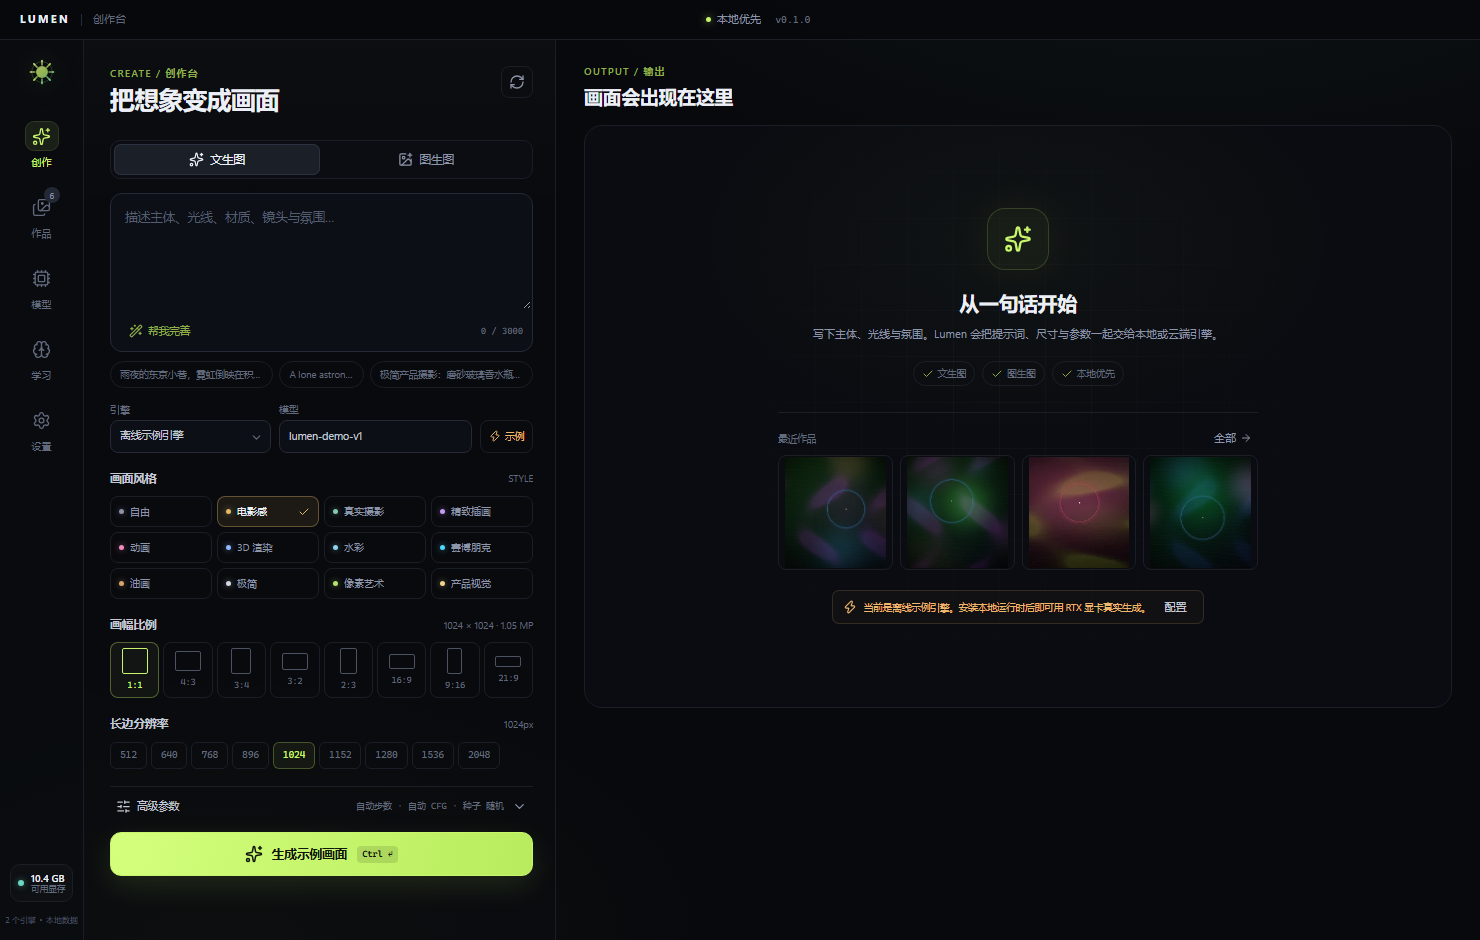 LUMEN 创作台
本地优先 v0.1.0
创作
6
作品
模型
学习
设置
10.4 GB
可用显存
2 个引擎 • 本地数据
CREATE / 创作台
把想象变成画面
文生图 图生图
描述主体、光线、材质、镜头与氛围...
帮我完善 0 / 3000
雨夜的东京小巷，霓虹倒映在积... A lone astron... 极简产品摄影：磨砂玻璃香水瓶...
引擎 模型
离线示例引擎 lumen-demo-v1 示例
画面风格 STYLE
自由 电影感 真实摄影 精致插画
动画 3D 渲染 水彩 赛博朋克
油画 极简 像素艺术 产品视觉
画幅比例 1024 × 1024 · 1.05 MP
1:1 4:3 3:4 3:2 2:3 16:9 9:16 21:9
长边分辨率 1024px
512 640 768 896 1024 1152 1280 1536 2048
高级参数 自动步数 · 自动 CFG · 种子 随机
生成示例画面 Ctrl ⏎
OUTPUT / 输出
画面会出现在这里
从一句话开始
写下主体、光线与氛围。Lumen 会把提示词、尺寸与参数一起交给本地或云端引擎。
文生图 图生图 本地优先
最近作品 全部 →
当前是离线示例引擎。安装本地运行时后即可用 RTX 显卡真实生成。 配置